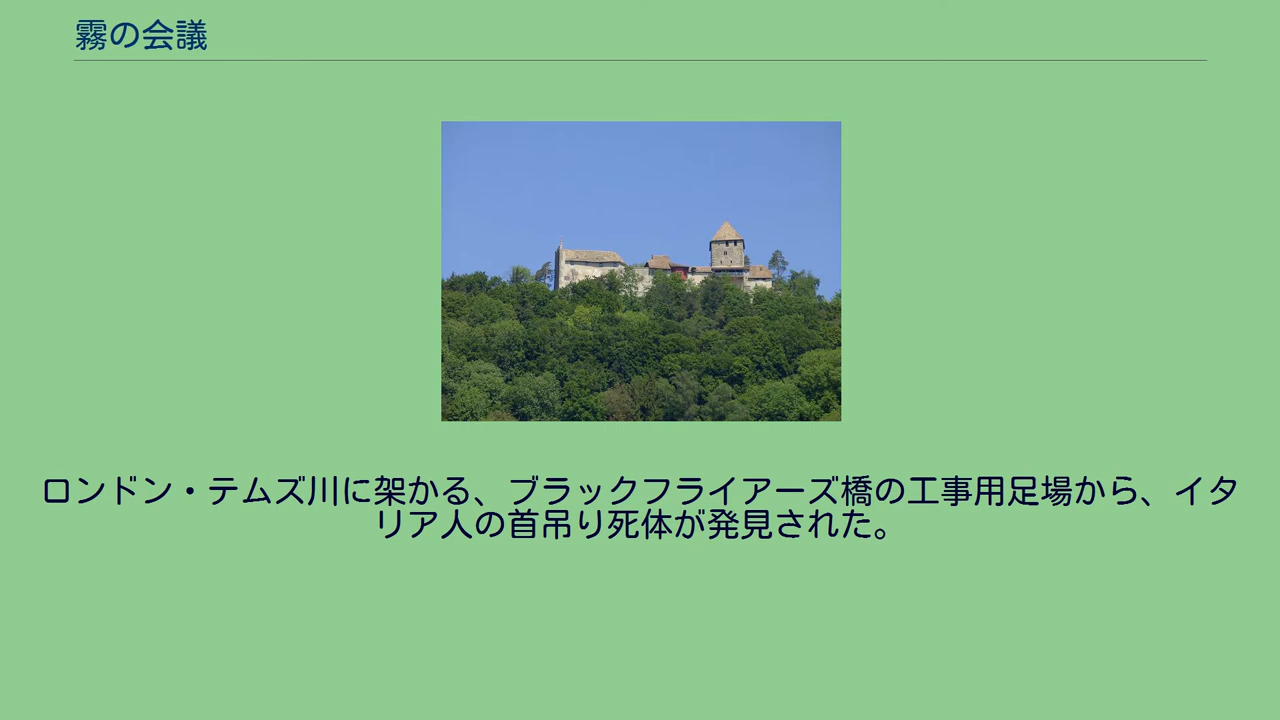 霧の会議
ロンドン・テムズ川に架かる、ブラックフライアーズ橋の工事用足場から、イタ
リア人の首吊り死体が発見された。